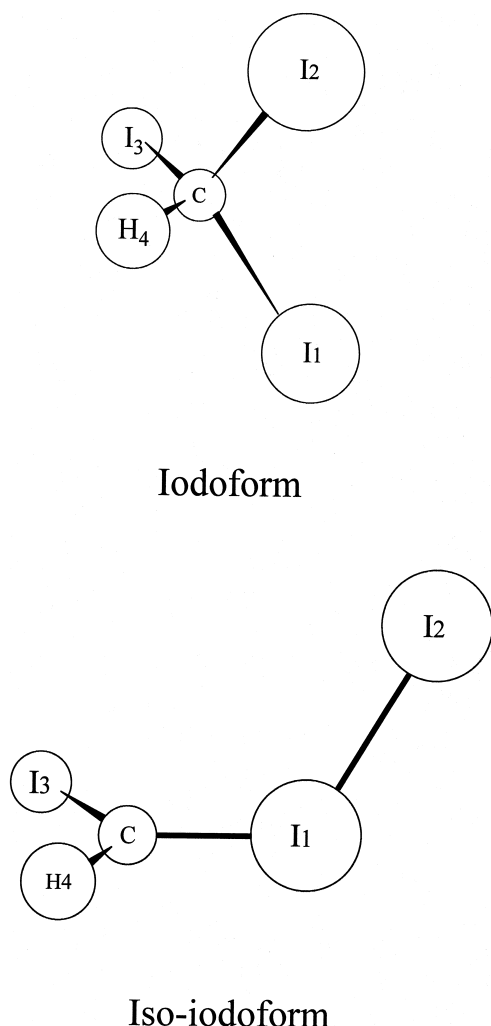 I2
I₃
C
H₄
I1
Iodoform
I2
I3
C
I1
H4
Iso-iodoform